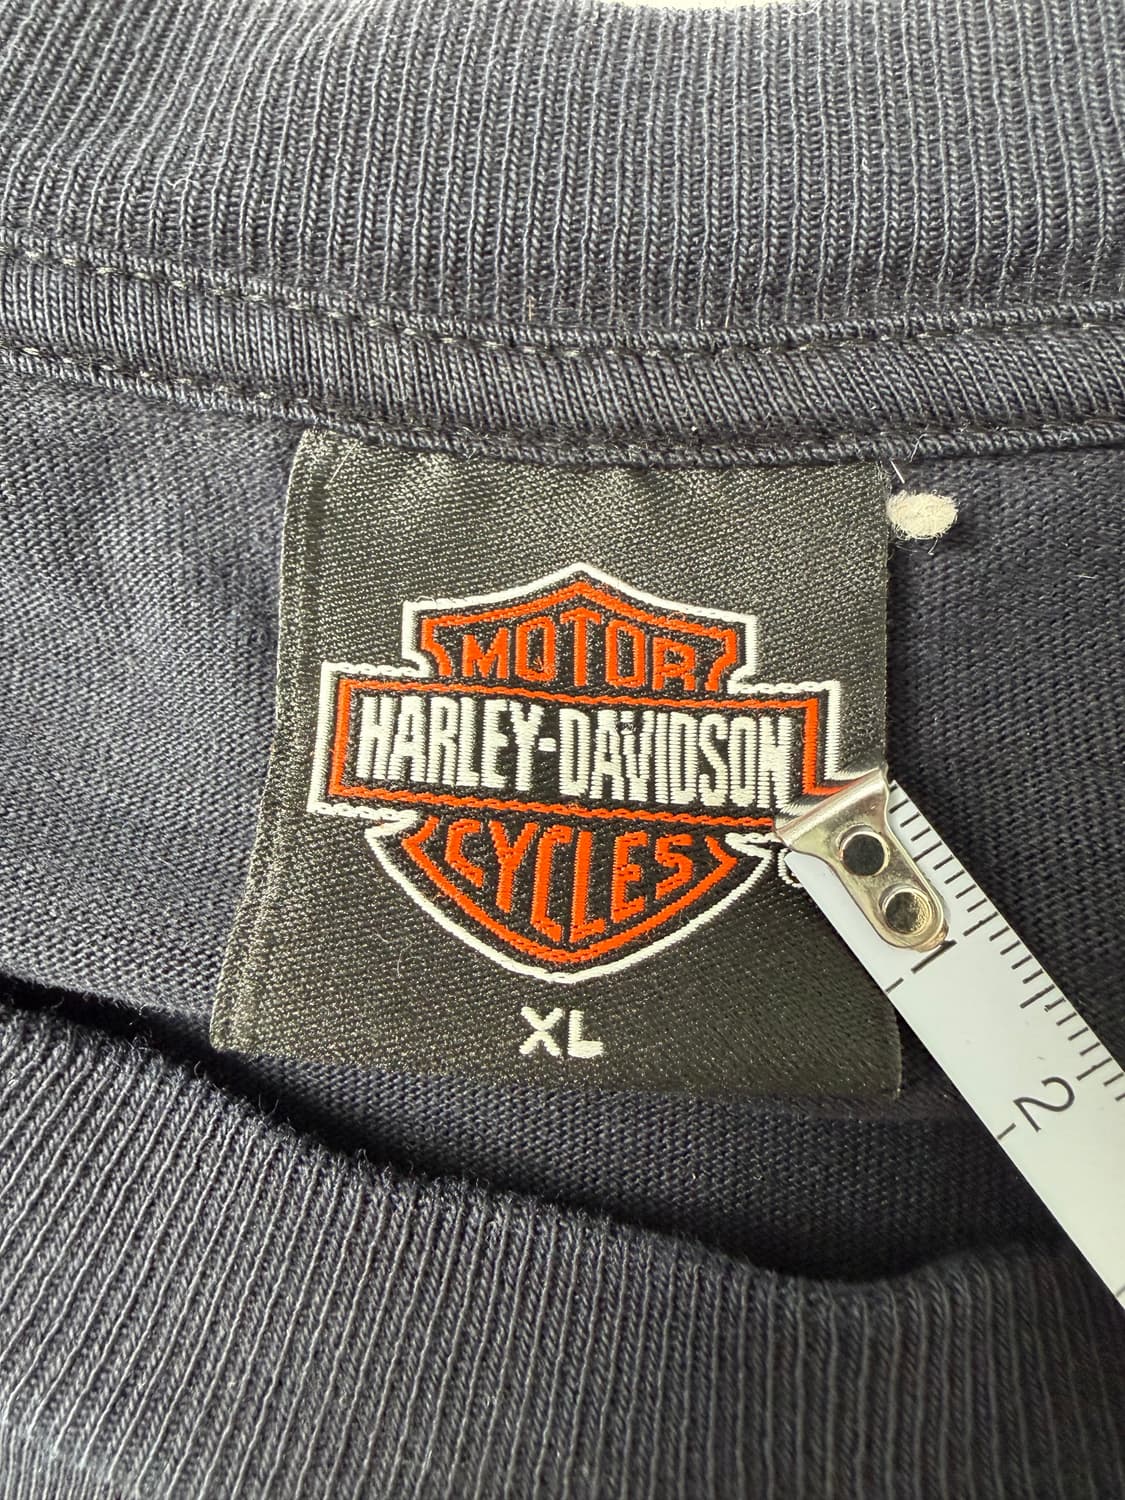 MOTOR
HARLEY-DAVIDSON
CYCLES
XL
1
2